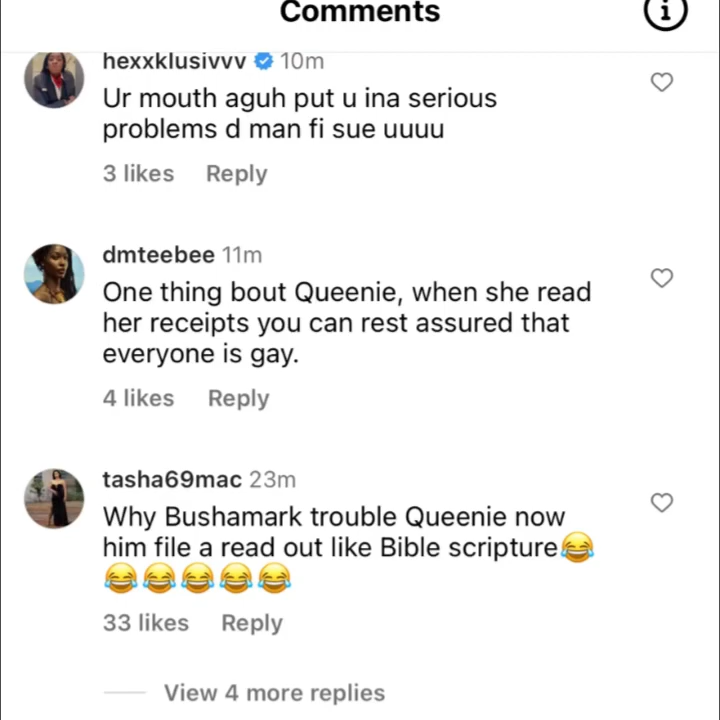 Comments
hexxklusivvv 10m
Ur mouth aguh put u ina serious
problems d man fi sue uuuu
3 likes Reply
dmteebee 11m
One thing bout Queenie, when she read
her receipts you can rest assured that
everyone is gay.
4 likes Reply
tasha69mac 23m
Why Bushamark trouble Queenie now
him file a read out like Bible scripture😂
😂😂😂😂😂
33 likes Reply
View 4 more replies